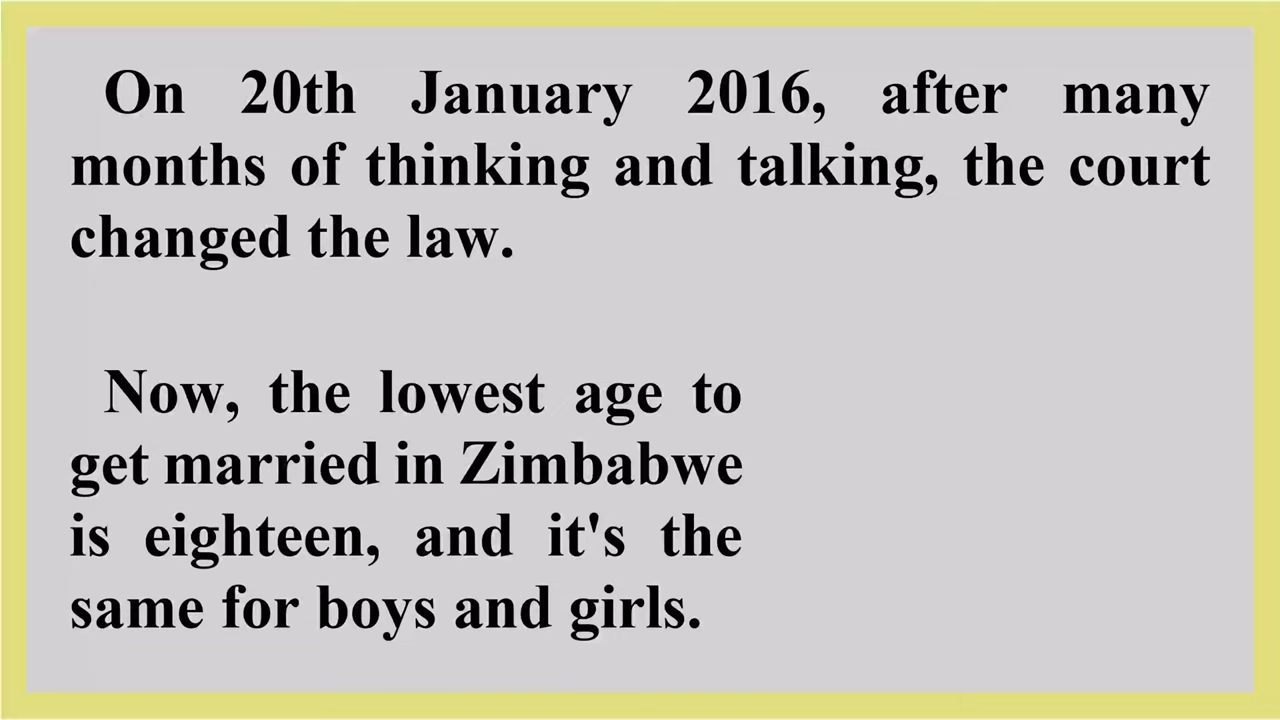 On 20th January 2016, after many
months of thinking and talking, the court
changed the law.
Now, the lowest age to
get married in Zimbabwe
is eighteen, and it's the
same for boys and girls.